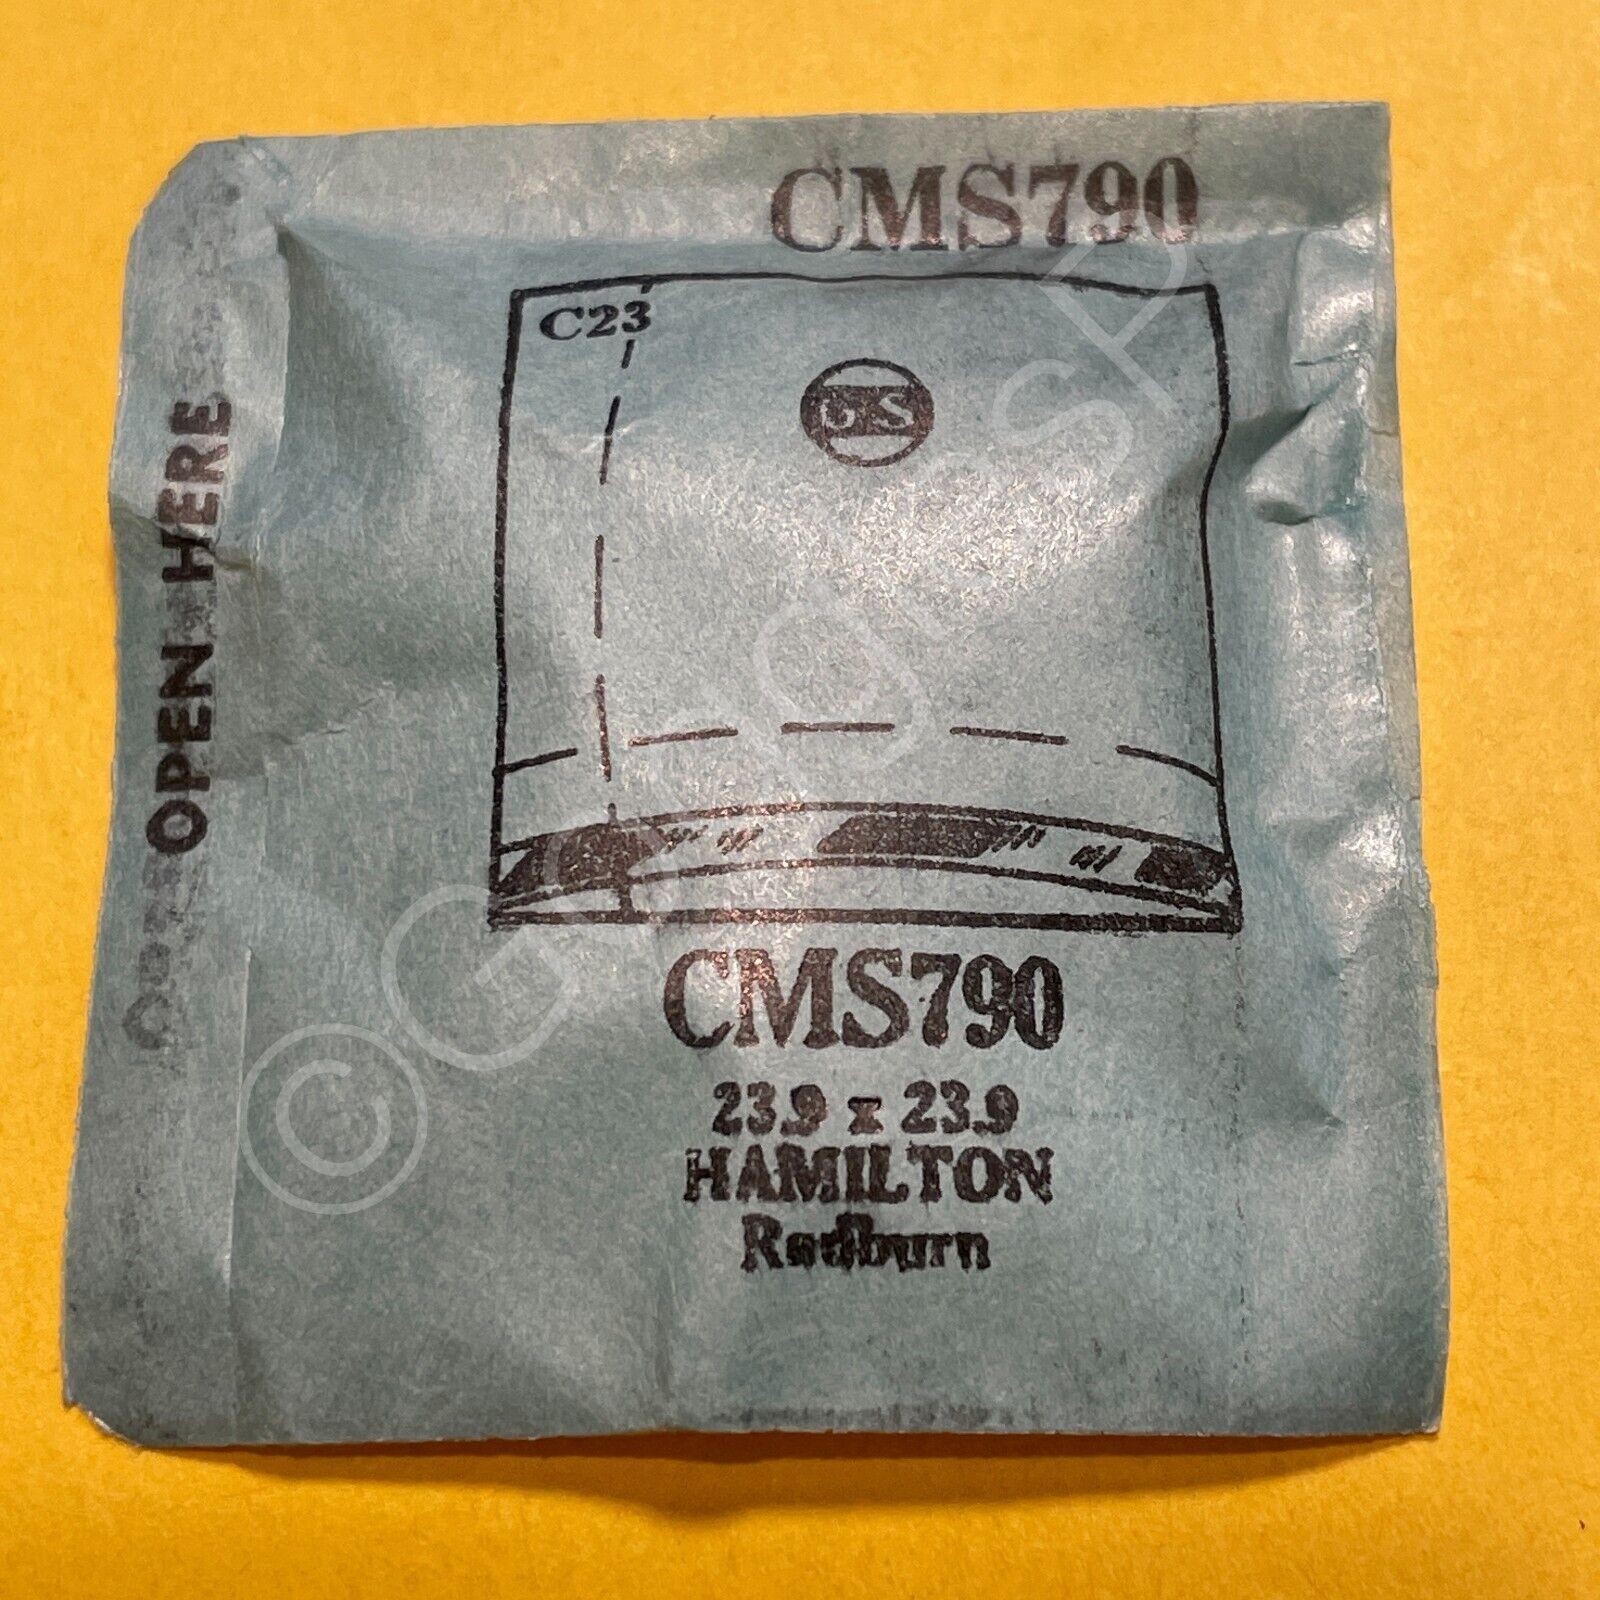 CMS790
C23
GS
OPEN HERE
CMS790
23.9 x 23.9
HAMILTON
Radburn